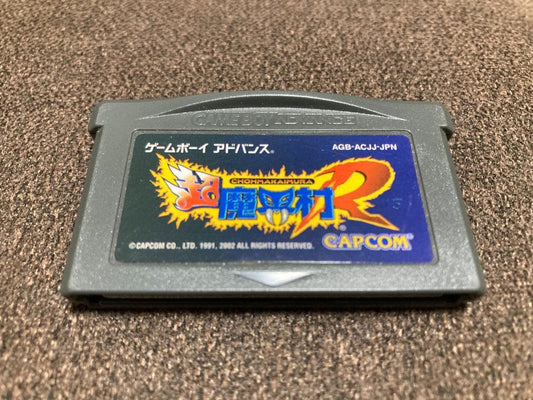 GAME BOY ADVANCE
ゲームボーイ アドバンス® AGB-ACJJ-JPN
CHOHMAKAIMURA
超魔界村R
©CAPCOM CO., LTD. 1991, 2002 ALL RIGHTS RESERVED. CAPCOM